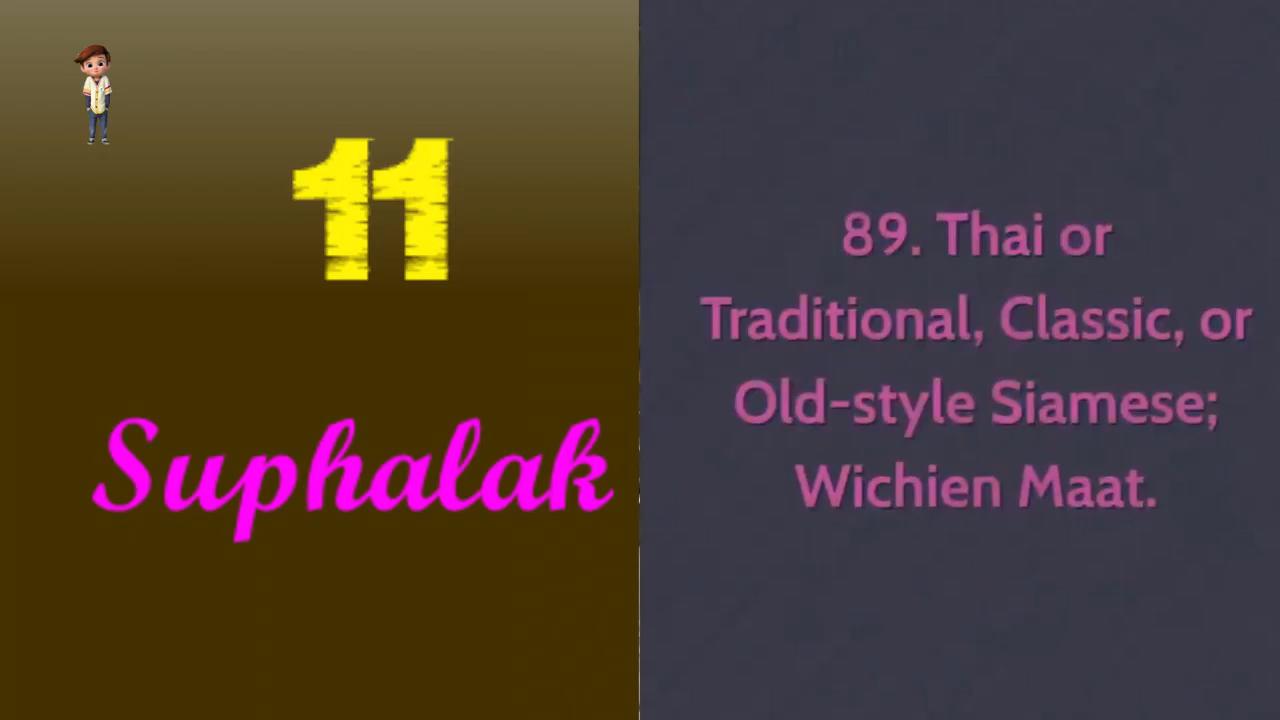 11
Suphalak
89. Thai or
Traditional, Classic, or
Old-style Siamese;
Wichien Maat.